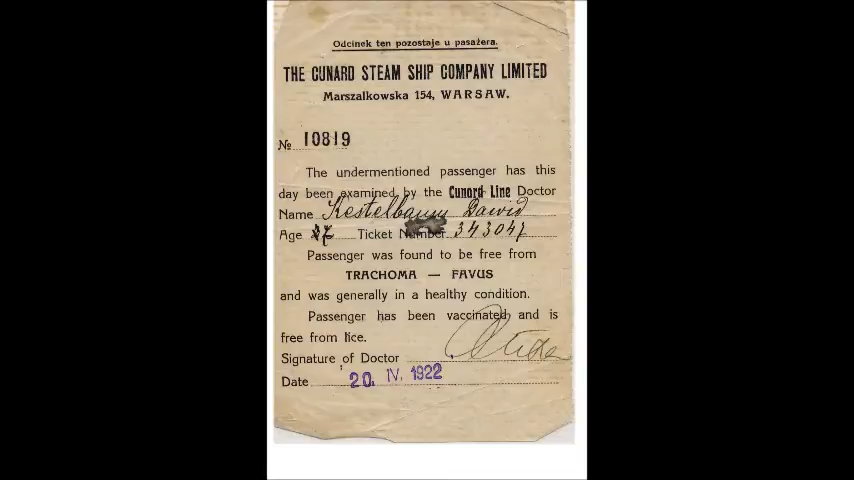 Odcinek ten pozostaje u pasażera.
THE CUNARD STEAM SHIP COMPANY LIMITED
Marszalkowska 154, WARSAW.
№ 10819
The undermentioned passenger has this
day been examined by the Cunard Line Doctor
Name Kestelbaum Dawid
Age Ticket Number 343047
Passenger was found to be free from
TRACHOMA — FAVUS
and was generally in a healthy condition.
Passenger has been vaccinated and is
free from lice.
Signature of Doctor
Date 20. IV. 1922